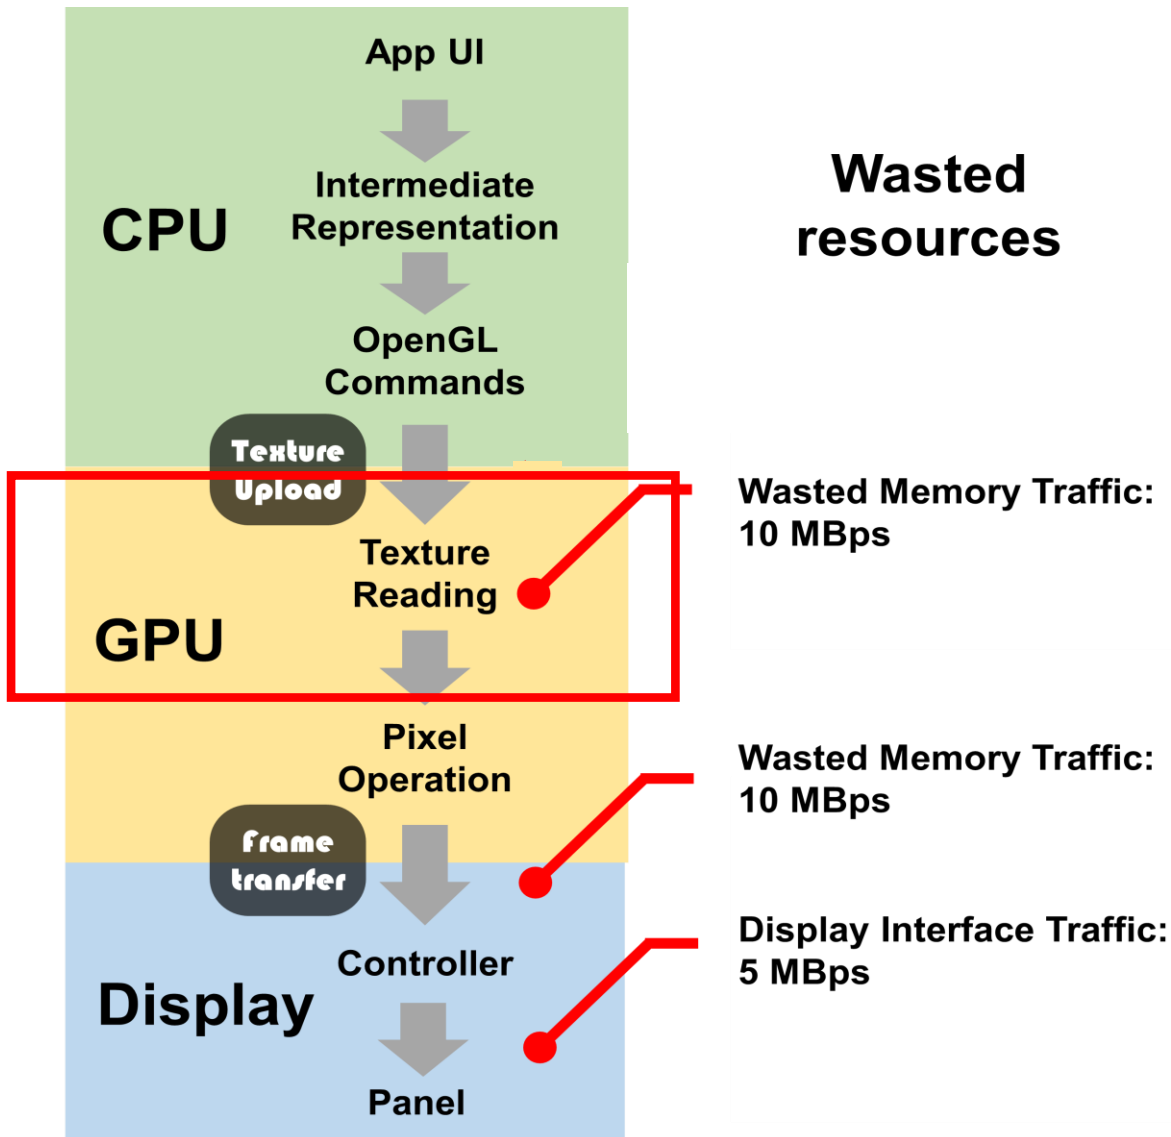 App UI
Intermediate
Representation
CPU
OpenGL
Commands
Texture
Upload
Texture
Reading
GPU
Pixel
Operation
Frame
transfer
Controller
Display
Panel
Wasted
resources
Wasted Memory Traffic:
10 MBps
Wasted Memory Traffic:
10 MBps
Display Interface Traffic:
5 MBps